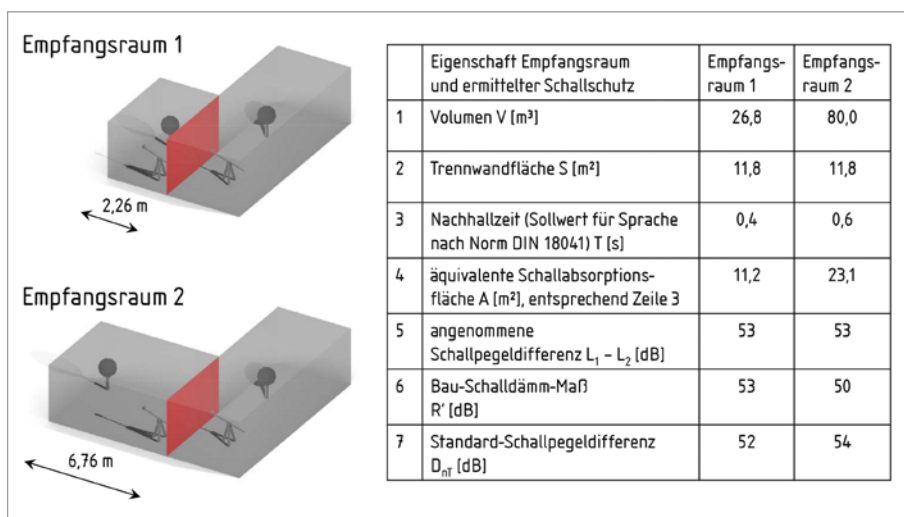 Empfangsraum 1
2,26 m
Empfangsraum 2
6,76 m
Eigenschaft Empfangsraum
und ermittelter Schallschutz
Empfangs-
raum 1
Empfangs-
raum 2
1 Volumen V [m³] 26,8 80,0
2 Trennwandfläche S [m²] 11,8 11,8
3 Nachhallzeit (Sollwert für Sprache
nach Norm DIN 18041) T [s] 0,4 0,6
4 äquivalente Schallabsorptions-
fläche A [m²], entsprechend Zeile 3 11,2 23,1
5 angenommene
Schallpegeldifferenz L₁ – L₂ [dB] 53 53
6 Bau-Schalldämm-Maß
R′ [dB] 53 50
7 Standard-Schallpegeldifferenz
DnT [dB] 52 54